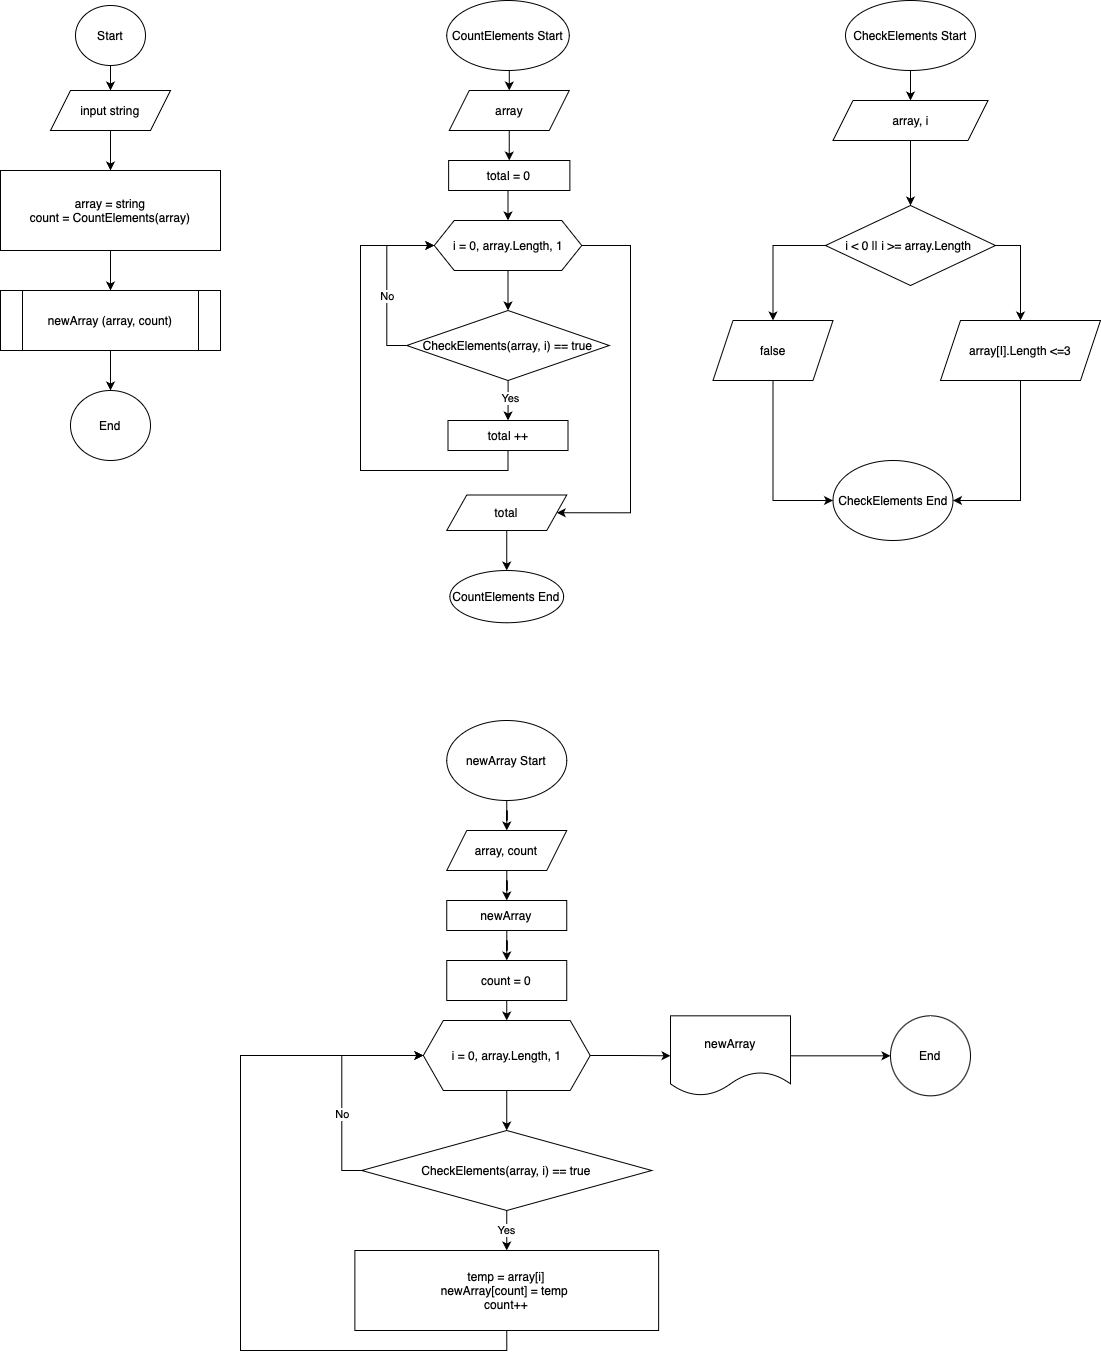 Start
input string
array = string
count = CountElements(array)
newArray (array, count)
End
CountElements Start
array
total = 0
i = 0, array.Length, 1
No
CheckElements(array, i) == true
Yes
total ++
total
CountElements End
CheckElements Start
array, i
i < 0 || i >= array.Length
false
array[I].Length <=3
CheckElements End
newArray Start
array, count
newArray
count = 0
i = 0, array.Length, 1
newArray
End
No
CheckElements(array, i) == true
Yes
temp = array[i]
newArray[count] = temp
count++